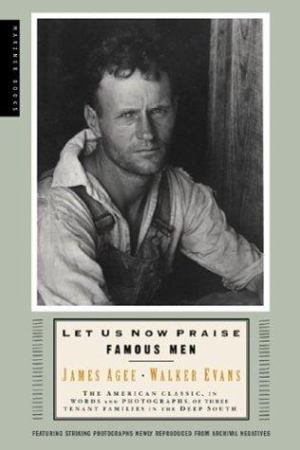 MARINER BOOKS
LET US NOW PRAISE
FAMOUS MEN
JAMES AGEE · WALKER EVANS
THE AMERICAN CLASSIC, IN
WORDS AND PHOTOGRAPHS, OF THREE
TENANT FAMILIES IN THE DEEP SOUTH
FEATURING STRIKING PHOTOGRAPHS NEWLY REPRODUCED FROM ARCHIVAL NEGATIVES